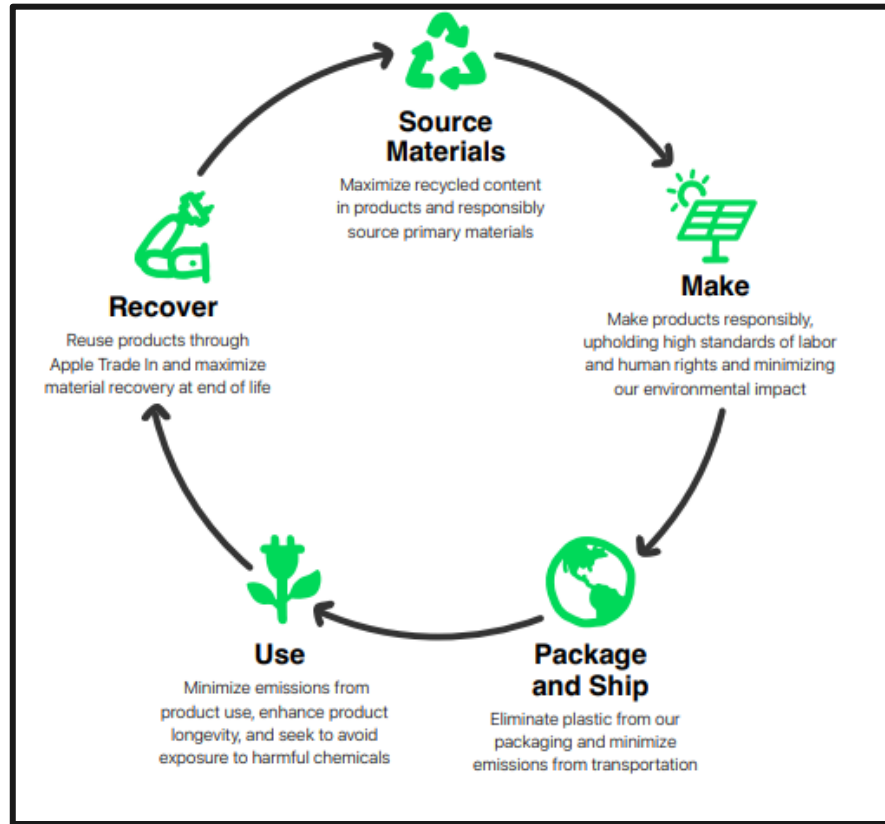 Source
Materials
Maximize recycled content
in products and responsibly
source primary materials
Make
Make products responsibly,
upholding high standards of labor
and human rights and minimizing
our environmental impact
Package
and Ship
Eliminate plastic from our
packaging and minimize
emissions from transportation
Use
Minimize emissions from
product use, enhance product
longevity, and seek to avoid
exposure to harmful chemicals
Recover
Reuse products through
Apple Trade In and maximize
material recovery at end of life